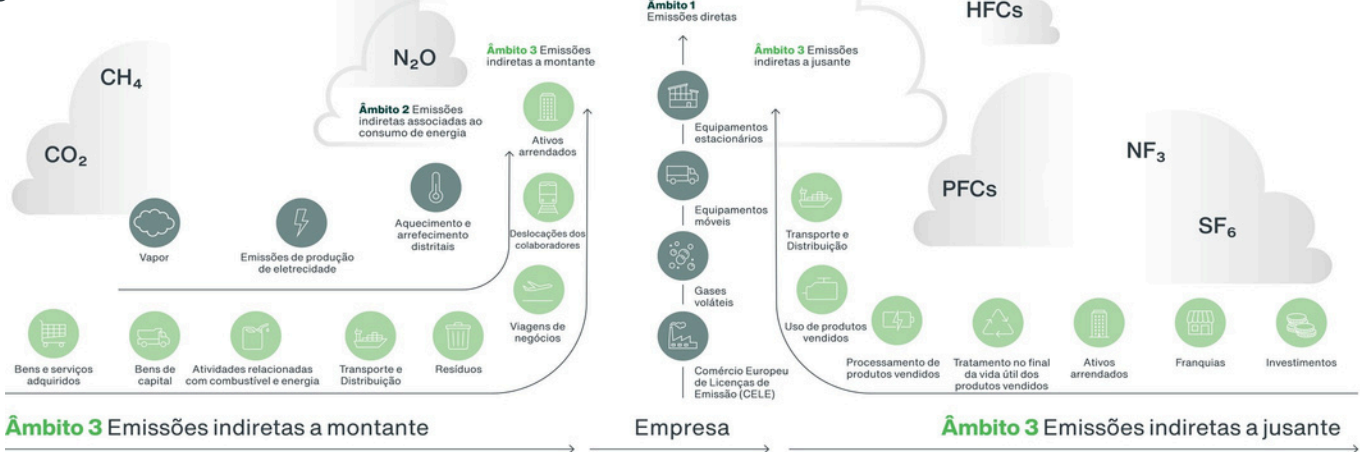 Âmbito 1
Emissões diretas
HFCs
CH₄
CO₂
N₂O
Âmbito 3 Emissões
indiretas a montante
Âmbito 3 Emissões
indiretas a jusante
Âmbito 2 Emissões
indiretas associadas ao
consumo de energia
Ativos
arrendados
Equipamentos
estacionários
NF₃
PFCs
SF₆
Vapor
Emissões de produção
de eletrecidade
Aquecimento e
arrefecimento
distritais
Deslocações dos
colaboradores
Equipamentos
móveis
Transporte e
Distribuição
Gases
voláteis
Viagens de
negócios
Uso de produtos
vendidos
Bens e serviços
adquiridos
Bens de
capital
Atividades relacionadas
com combustível e energia
Transporte e
Distribuição
Resíduos
Comércio Europeu
de Licenças de
Emissão (CELE)
Processamento de
produtos vendidos
Tratamento no final
da vida útil dos
produtos vendidos
Ativos
arrendados
Franquias
Investimentos
Âmbito 3 Emissões indiretas a montante
Empresa
Âmbito 3 Emissões indiretas a jusante